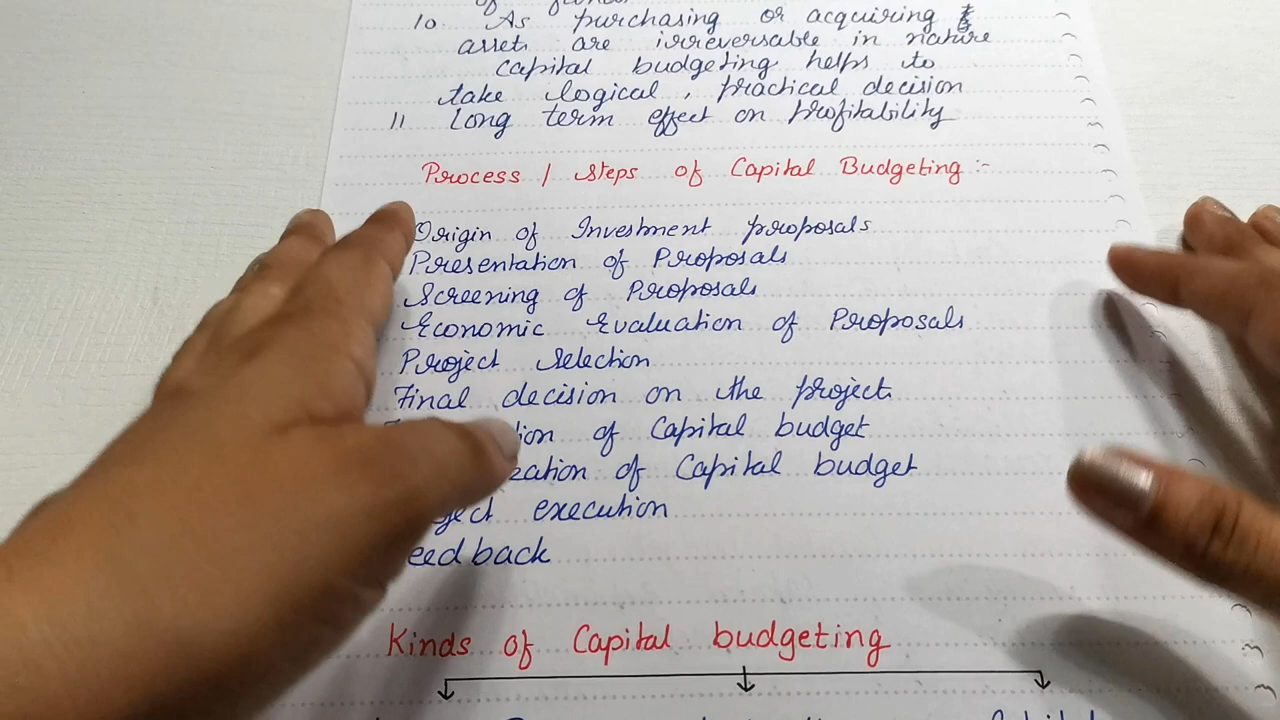 10. As purchasing or acquiring
assets are irreversable in nature
capital budgeting helps to
take logical, practical decision
11 Long term effect on profitability
Process / Steps of Capital Budgeting :-
Origin of Investment proposals
Presentation of Proposals
Screening of Proposals
Economic Evaluation of Proposals
Project Selection
Final decision on the project.
of Capital budget
of Capital budget
execution
eedback
Kinds of Capital budgeting